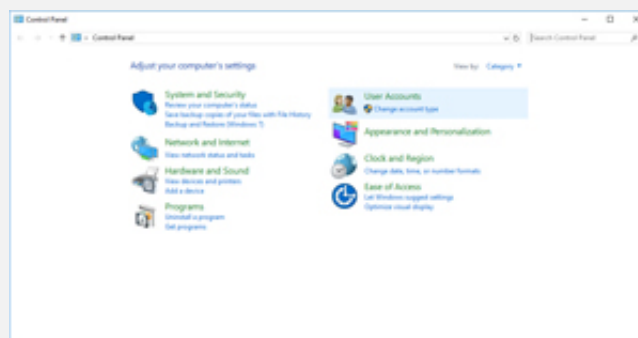 Control Panel
Control Panel
Search Control Panel
Adjust your computer's settings
View by: Category
System and Security
Review your computer's status
Save backup copies of your files with File History
Backup and Restore (Windows 7)
Network and Internet
View network status and tasks
Hardware and Sound
View devices and printers
Add a device
Programs
Uninstall a program
Get programs
User Accounts
Change account type
Appearance and Personalization
Clock and Region
Change date, time, or number formats
Ease of Access
Let Windows suggest settings
Optimize visual display